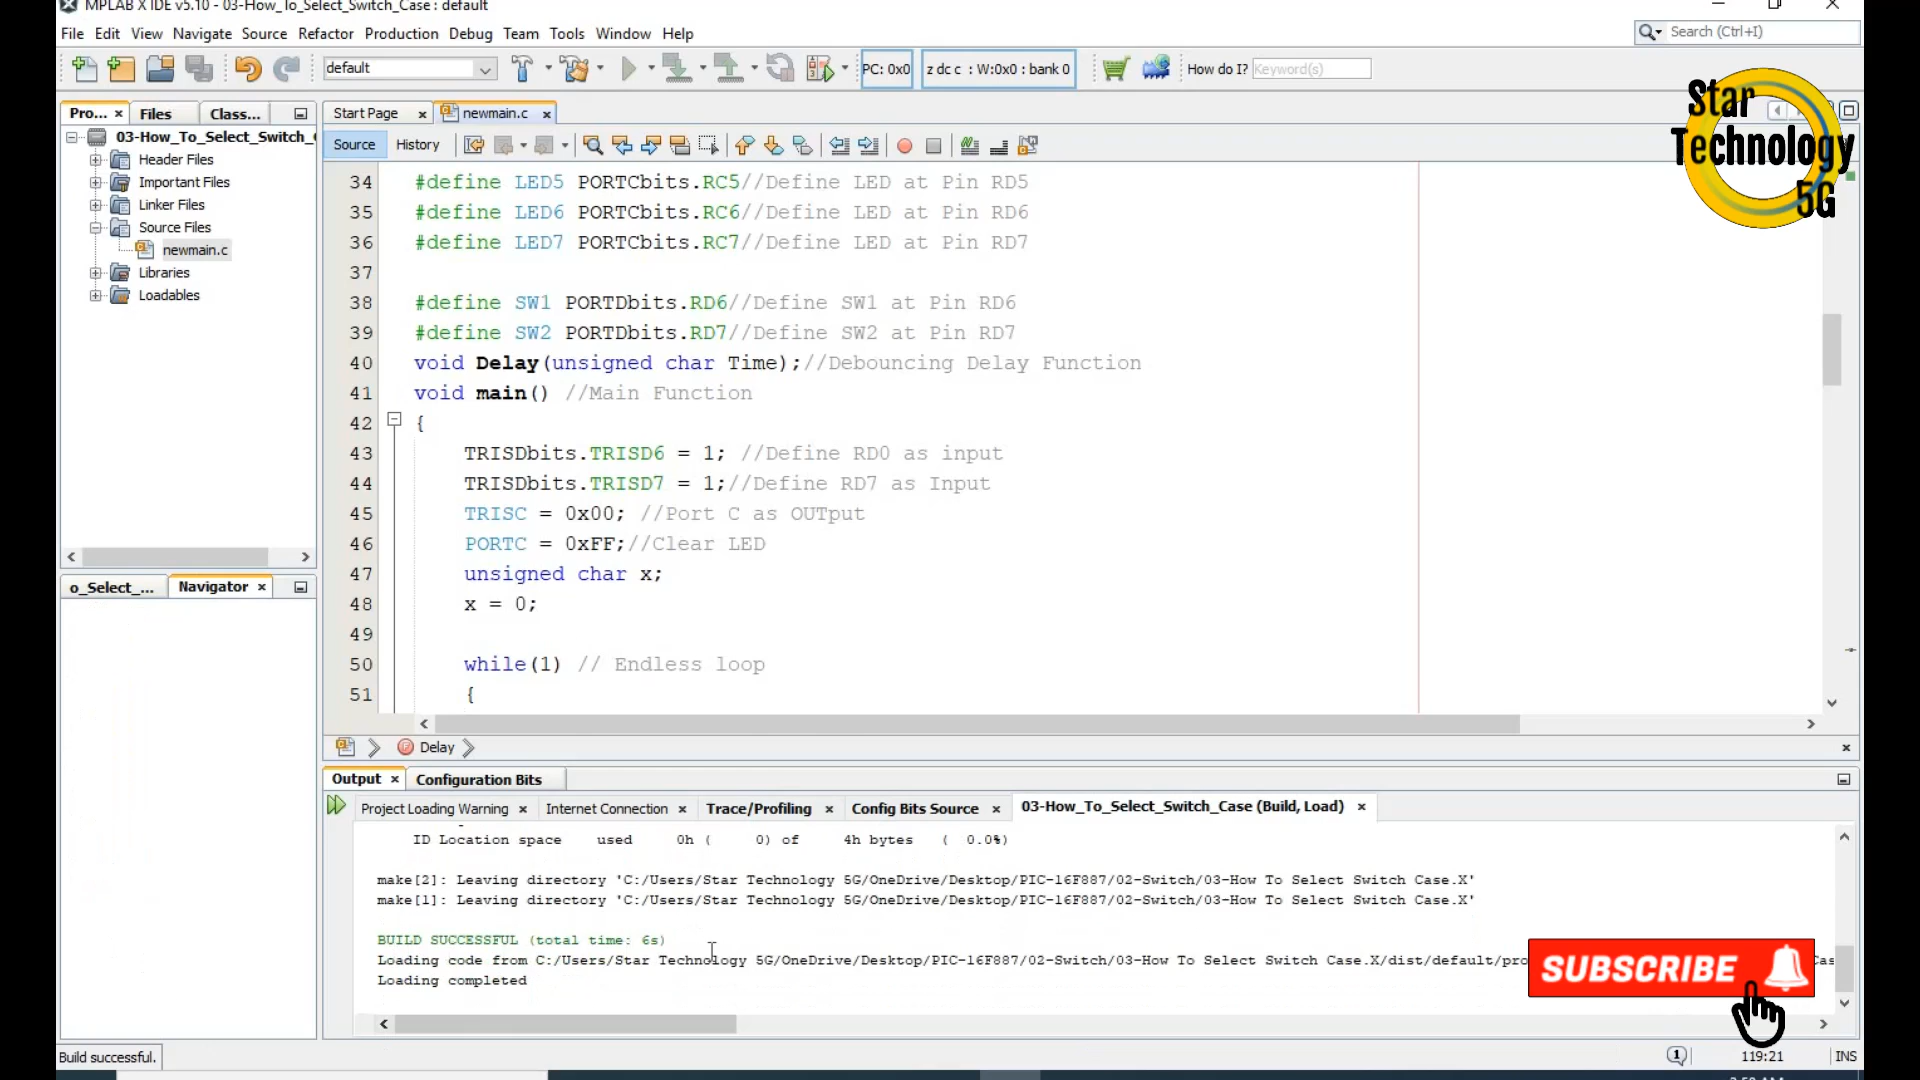 MPLAB X IDE v5.10 - 03-How_To_Select_Switch_Case : default
File Edit View Navigate Source Refactor Production Debug Team Tools Window Help
Search (Ctrl+I)
default
PC: 0x0
z dc c : W:0x0 : bank 0
How do I? Keyword(s)
Star
Technology
5G
Pro... Files Class...
Start Page newmain.c
03-How_To_Select_Switch_
Header Files
Important Files
Linker Files
Source Files
newmain.c
Libraries
Loadables
Source History
34 #define LED5 PORTCbits.RC5//Define LED at Pin RD5
35 #define LED6 PORTCbits.RC6//Define LED at Pin RD6
36 #define LED7 PORTCbits.RC7//Define LED at Pin RD7
37
38 #define SW1 PORTDbits.RD6//Define SW1 at Pin RD6
39 #define SW2 PORTDbits.RD7//Define SW2 at Pin RD7
40 void Delay(unsigned char Time);//Debouncing Delay Function
41 void main() //Main Function
42 {
43 TRISDbits.TRISD6 = 1; //Define RD0 as input
44 TRISDbits.TRISD7 = 1;//Define RD7 as Input
45 TRISC = 0x00; //Port C as OUTput
46 PORTC = 0xFF;//Clear LED
47 unsigned char x;
48 x = 0;
49
50 while(1) // Endless loop
51 {
o_Select_... Navigator
Delay
Output Configuration Bits
Project Loading Warning Internet Connection Trace/Profiling Config Bits Source 03-How_To_Select_Switch_Case (Build, Load)
ID Location space used 0h ( 0) of 4h bytes ( 0.0%)
make[2]: Leaving directory 'C:/Users/Star Technology 5G/OneDrive/Desktop/PIC-16F887/02-Switch/03-How To Select Switch Case.X'
make[1]: Leaving directory 'C:/Users/Star Technology 5G/OneDrive/Desktop/PIC-16F887/02-Switch/03-How To Select Switch Case.X'
BUILD SUCCESSFUL (total time: 6s)
Loading code from C:/Users/Star Technology 5G/OneDrive/Desktop/PIC-16F887/02-Switch/03-How To Select Switch Case.X/dist/default/pro
Loading completed
SUBSCRIBE
Build successful.
1 119:21 INS